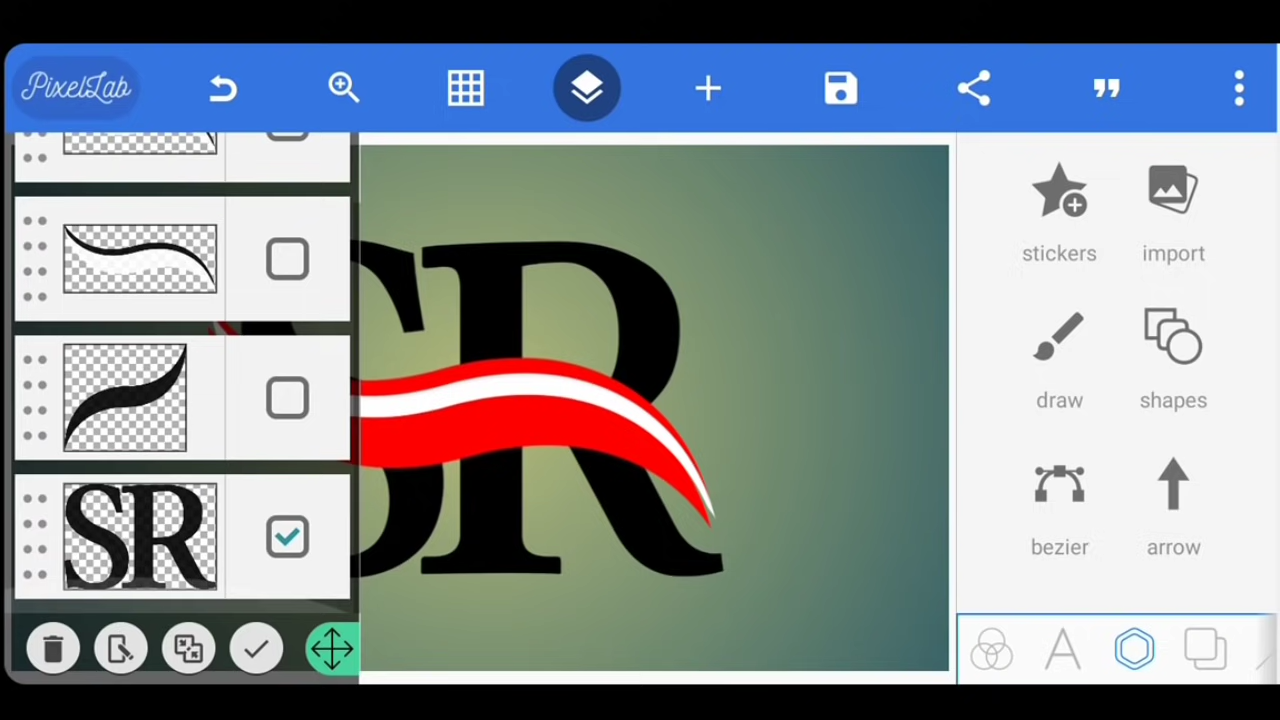 PixelLab
stickers
import
SR
draw
shapes
SR
bezier
arrow